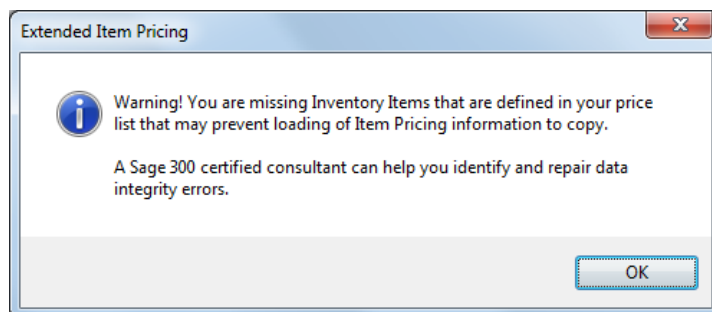 Extended Item Pricing
Warning! You are missing Inventory Items that are defined in your price
list that may prevent loading of Item Pricing information to copy.
A Sage 300 certified consultant can help you identify and repair data
integrity errors.
OK